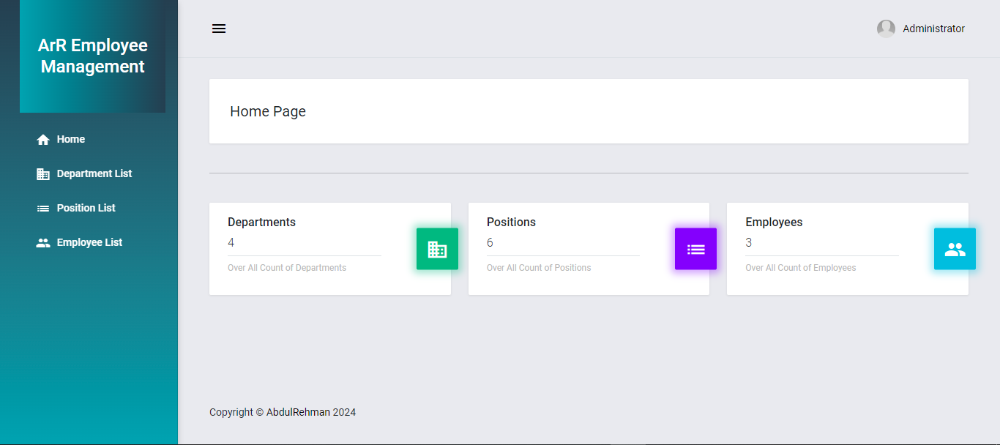 ArR Employee
Management
Administrator
Home Page
Home
Department List
Position List
Employee List
Departments
4
Over All Count of Departments
Positions
6
Over All Count of Positions
Employees
3
Over All Count of Employees
Copyright © AbdulRehman 2024